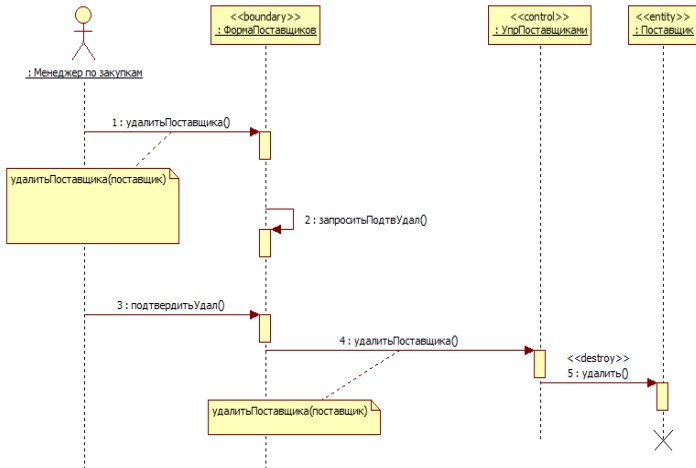 <<boundary>>
: ФормаПоставщиков
<<control>>
: УпрПоставщиками
<<entity>>
: Поставщик
: Менеджер по закупкам
1 : удалитьПоставщика()
удалитьПоставщика(поставщик)
2 : запроситьПодтвУдал()
3 : подтвердитьУдал()
4 : удалитьПоставщика()
<<destroy>>
5 : удалить()
удалитьПоставщика(поставщик)